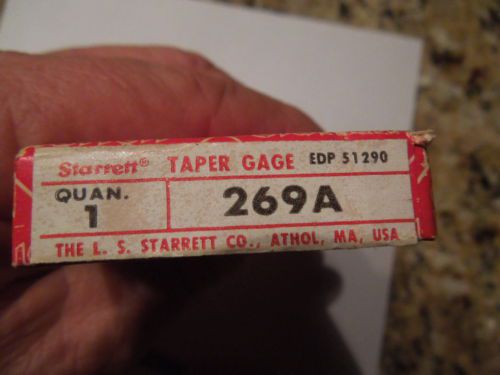 Starrett® TAPER GAGE EDP 51290
QUAN. 1
269A
THE L. S. STARRETT CO., ATHOL, MA, USA